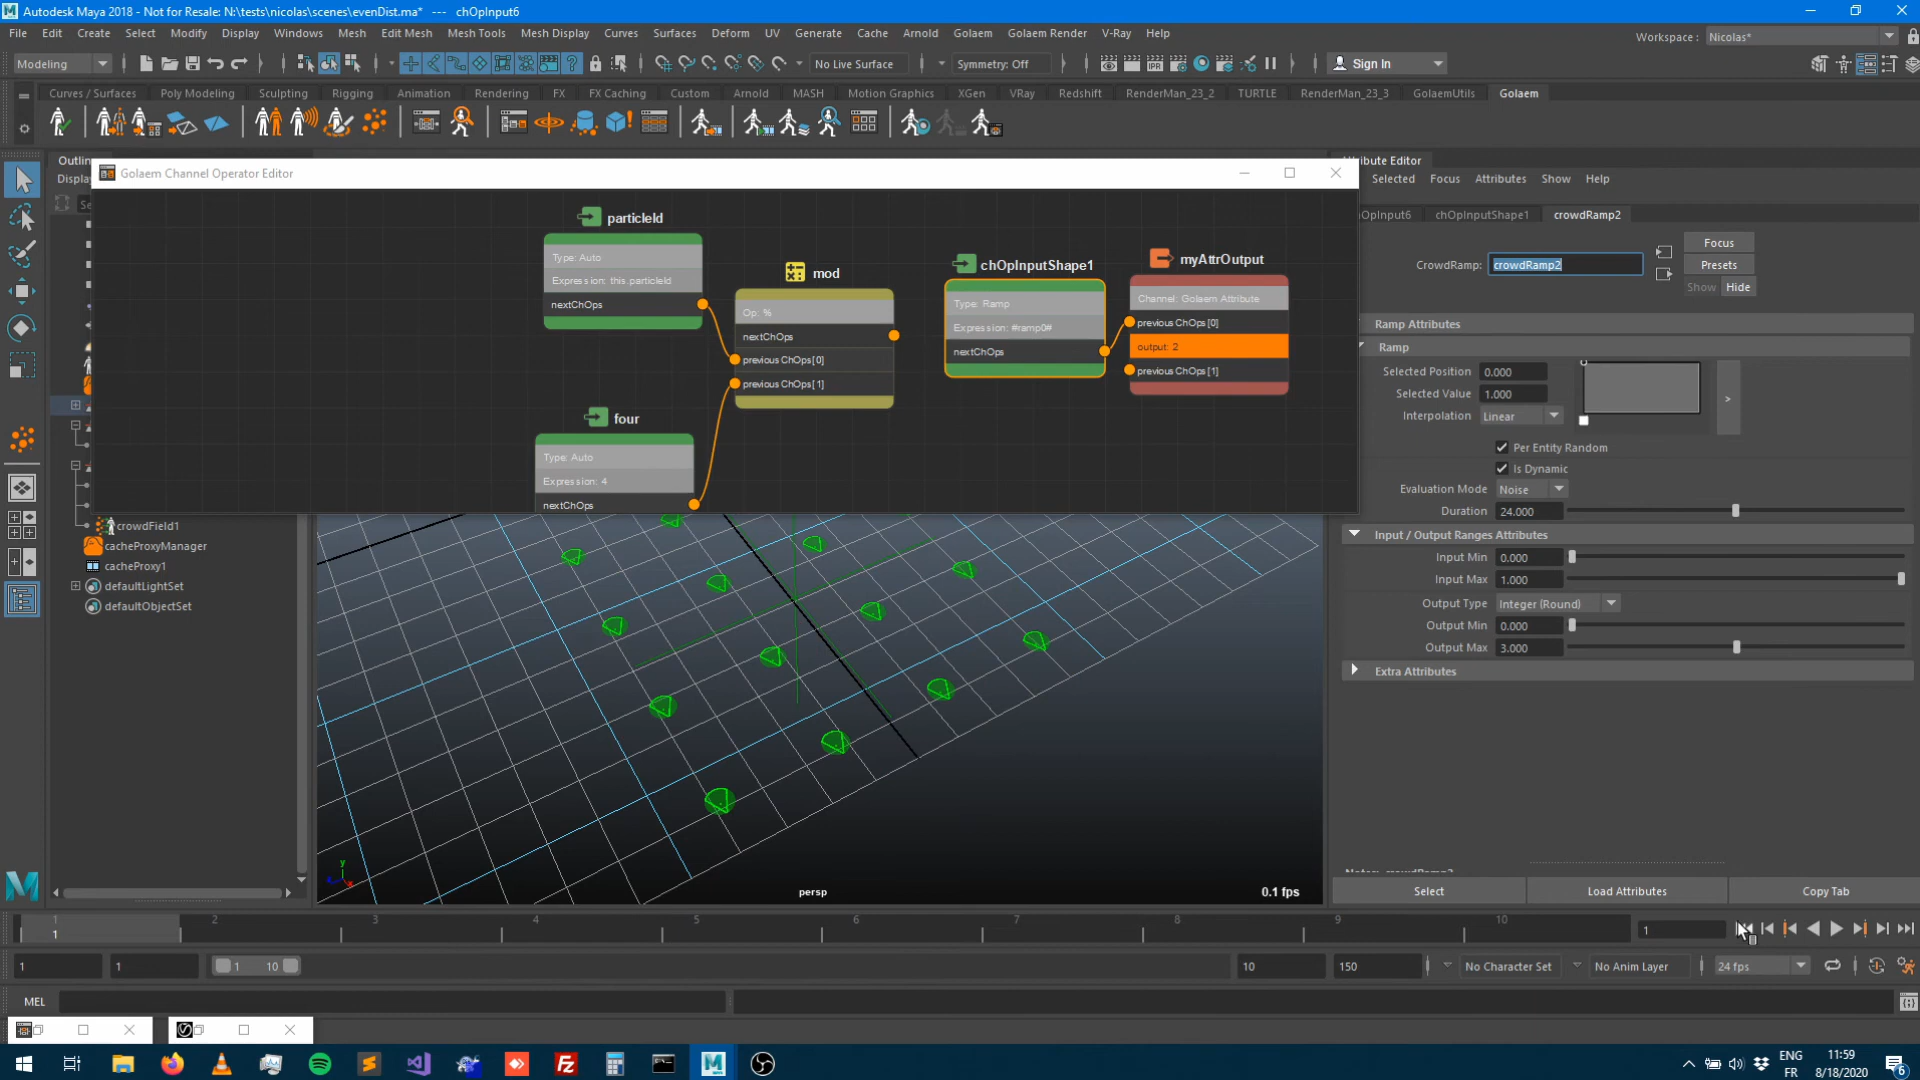 Autodesk Maya 2018 - Not for Resale: N:\tests\nicolas\scenes\evenDist.ma*  ---  chOpInput6
File Edit Create Select Modify Display Windows Mesh Edit Mesh Mesh Tools Mesh Display Curves Surfaces Deform UV Generate Cache Arnold Golaem Golaem Render V-Ray Help
Workspace : Nicolas*
Modeling No Live Surface Symmetry: Off Sign In
Curves / Surfaces Poly Modeling Sculpting Rigging Animation Rendering FX FX Caching Custom Arnold MASH Motion Graphics XGen VRay Redshift RenderMan_23_2 TURTLE RenderMan_23_3 GolaemUtils Golaem
Outlin
Displa
Se
Golaem Channel Operator Editor
particleId
Type: Auto
Expression: this.particleId
nextChOps
mod
Op: %
nextChOps
previous ChOps[0]
previous ChOps[1]
four
Type: Auto
Expression: 4
nextChOps
chOpInputShape1
Type: Ramp
Expression: #ramp0#
nextChOps
myAttrOutput
Channel: Golaem Attribute
previous ChOps[0]
output: 2
previous ChOps[1]
crowdField1
cacheProxyManager
cacheProxy1
defaultLightSet
defaultObjectSet
persp
0.1 fps
ibute Editor
Selected Focus Attributes Show Help
OpInput6 chOpInputShape1 crowdRamp2
CrowdRamp: crowdRamp2
Focus
Presets
Show Hide
Ramp Attributes
Ramp
Selected Position 0.000
Selected Value 1.000
Interpolation Linear
>
Per Entity Random
Is Dynamic
Evaluation Mode Noise
Duration 24.000
Input / Output Ranges Attributes
Input Min 0.000
Input Max 1.000
Output Type Integer (Round)
Output Min 0.000
Output Max 3.000
Extra Attributes
Select Load Attributes Copy Tab
1 2 3 4 5 6 7 8 9 10
1
1
1 1 1 10 10 150 No Character Set No Anim Layer 24 fps
MEL
ENG
FR
11:59
8/18/2020
6